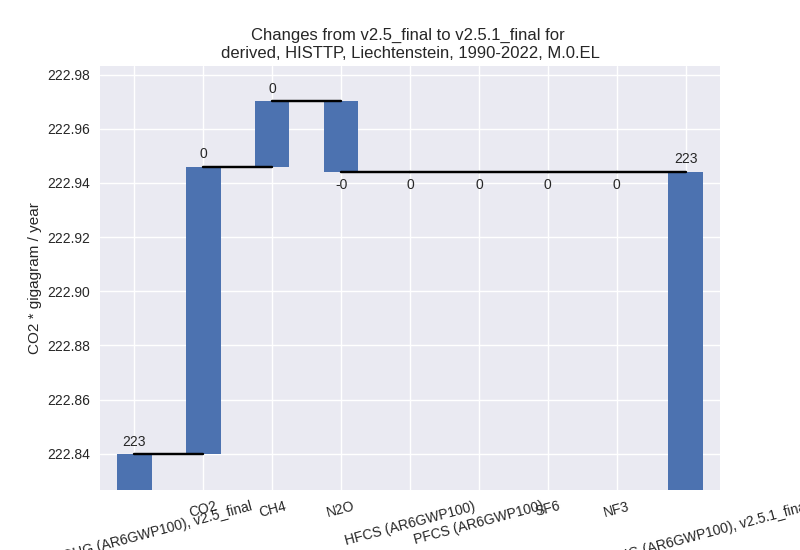 Changes from v2.5_final to v2.5.1_final for
derived, HISTTP, Liechtenstein, 1990-2022, M.0.EL
CO2 * gigagram / year
222.98
222.96
222.94
222.92
222.90
222.88
222.86
222.84
223
0
0
-0
0
0
0
0
223
(AR6GWP100), v2.5_final
CO2
CH4
N2O
HFCS (AR6GWP100)
PFCS (AR6GWP100)
SF6
NF3
(AR6GWP100), v2.5.1_fina